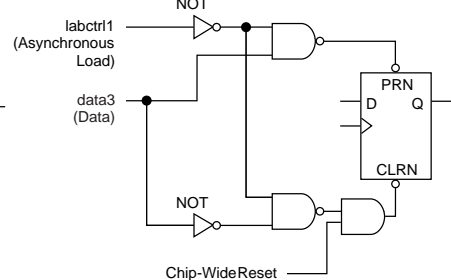 NOT
labctrl1
(Asynchronous
Load)
PRN
D Q
data3
(Data)
CLRN
NOT
Chip-WideReset